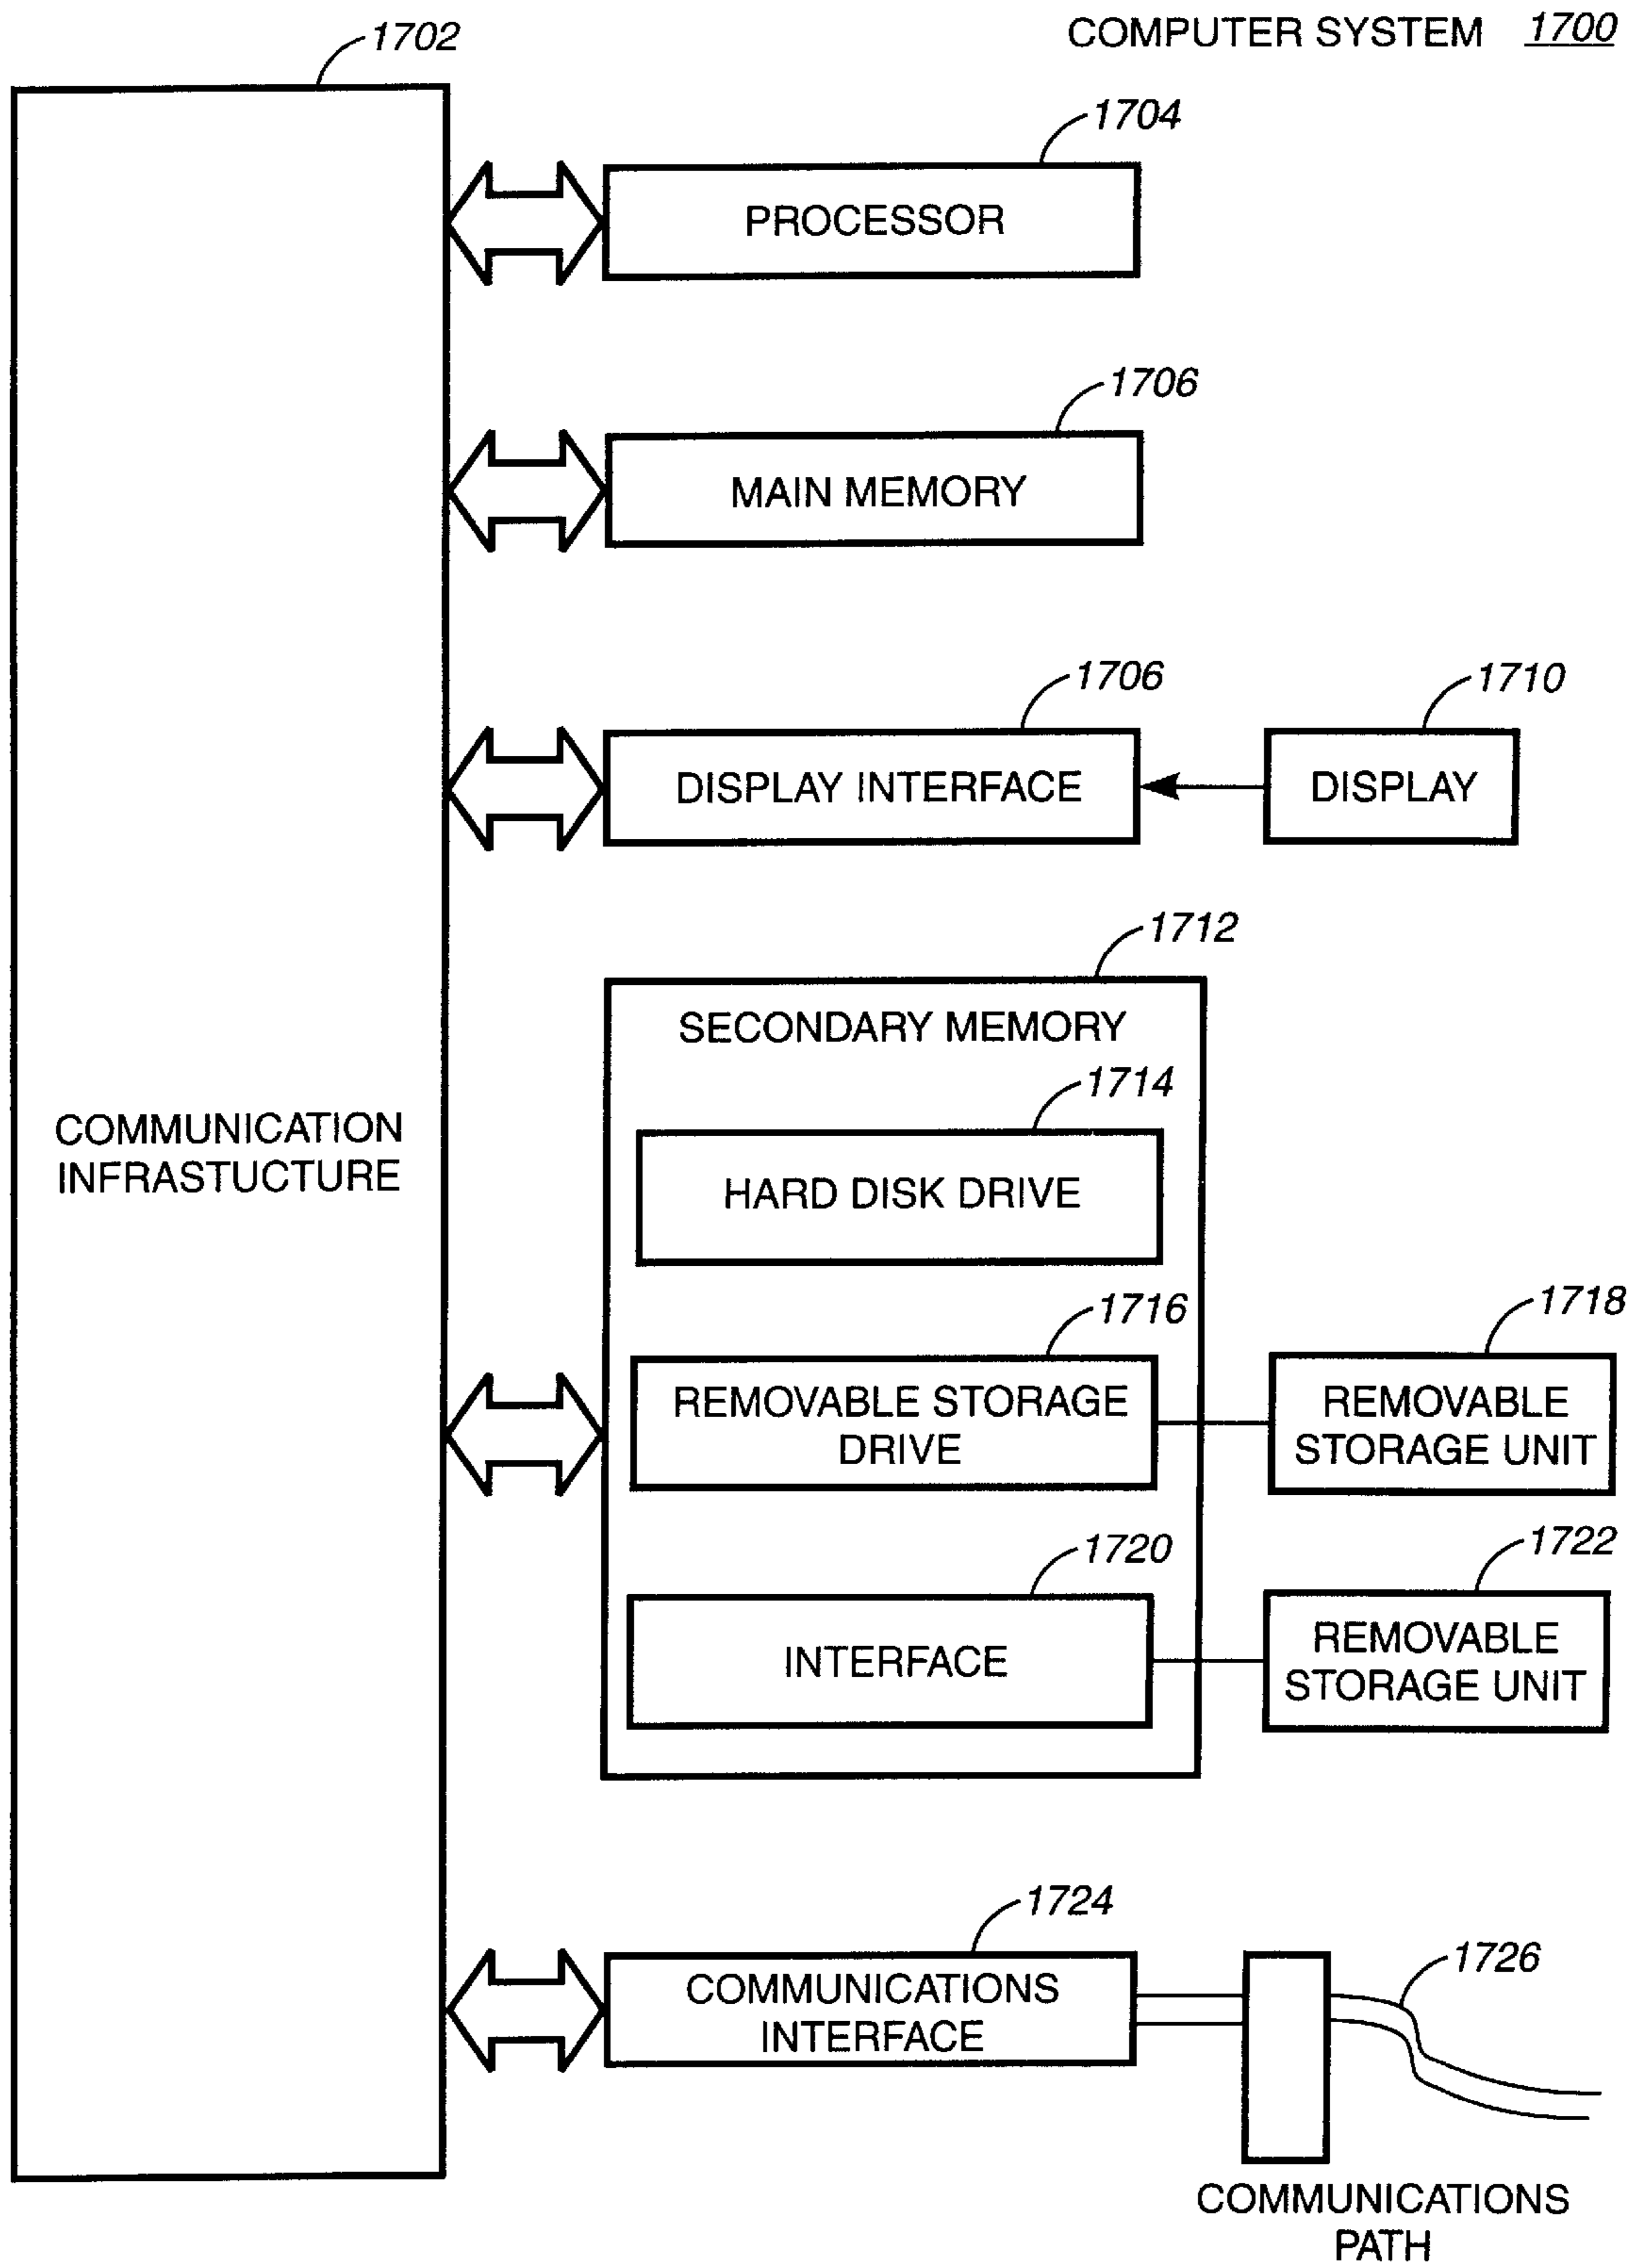 COMPUTER SYSTEM 1700
1702
1704
PROCESSOR
1706
MAIN MEMORY
1706
DISPLAY INTERFACE
1710
DISPLAY
1712
SECONDARY MEMORY
1714
HARD DISK DRIVE
COMMUNICATION
INFRASTUCTURE
1716
REMOVABLE STORAGE
DRIVE
1718
REMOVABLE
STORAGE UNIT
1720
INTERFACE
1722
REMOVABLE
STORAGE UNIT
1724
COMMUNICATIONS
INTERFACE
1726
COMMUNICATIONS
PATH